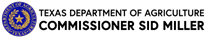 TEXAS DEPARTMENT OF AGRICULTURE
COMMISSIONER SID MILLER